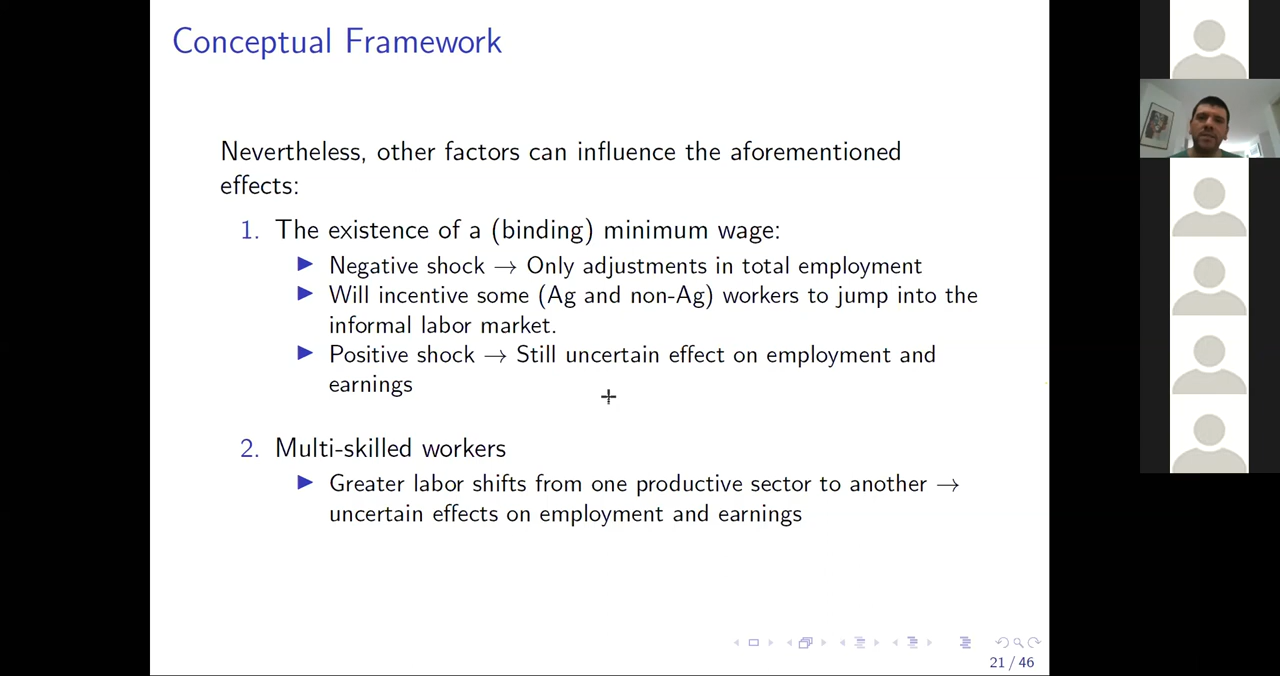 Conceptual Framework
Nevertheless, other factors can influence the aforementioned
effects:
1. The existence of a (binding) minimum wage:
▶ Negative shock → Only adjustments in total employment
▶ Will incentive some (Ag and non-Ag) workers to jump into the
informal labor market.
▶ Positive shock → Still uncertain effect on employment and
earnings
2. Multi-skilled workers
▶ Greater labor shifts from one productive sector to another →
uncertain effects on employment and earnings
21 / 46